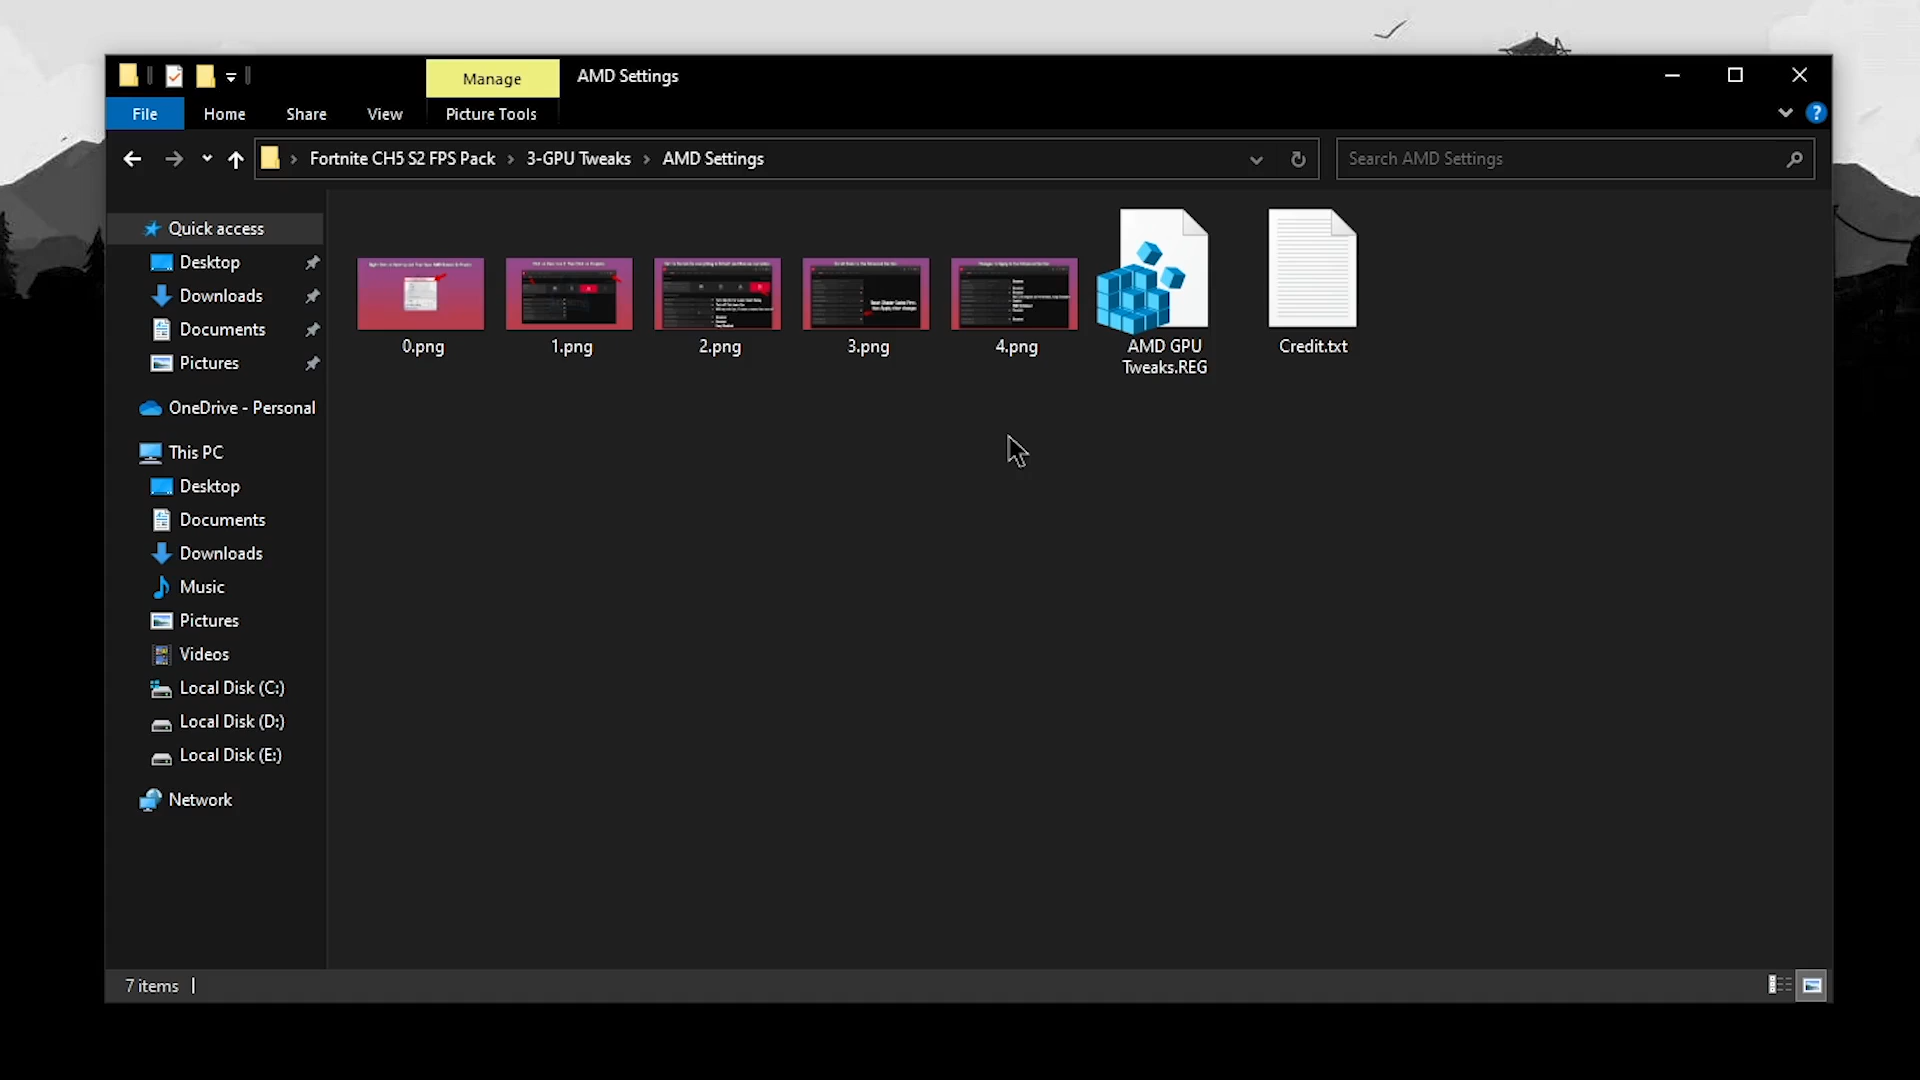 Manage
AMD Settings
File
Home
Share
View
Picture Tools
?
Fortnite CH5 S2 FPS Pack
3-GPU Tweaks
AMD Settings
Search AMD Settings
Quick access
Desktop
Downloads
Documents
Pictures
OneDrive - Personal
This PC
Desktop
Documents
Downloads
Music
Pictures
Videos
Local Disk (C:)
Local Disk (D:)
Local Disk (E:)
Network
0.png
1.png
2.png
3.png
4.png
AMD GPU
Tweaks.REG
Credit.txt
7 items